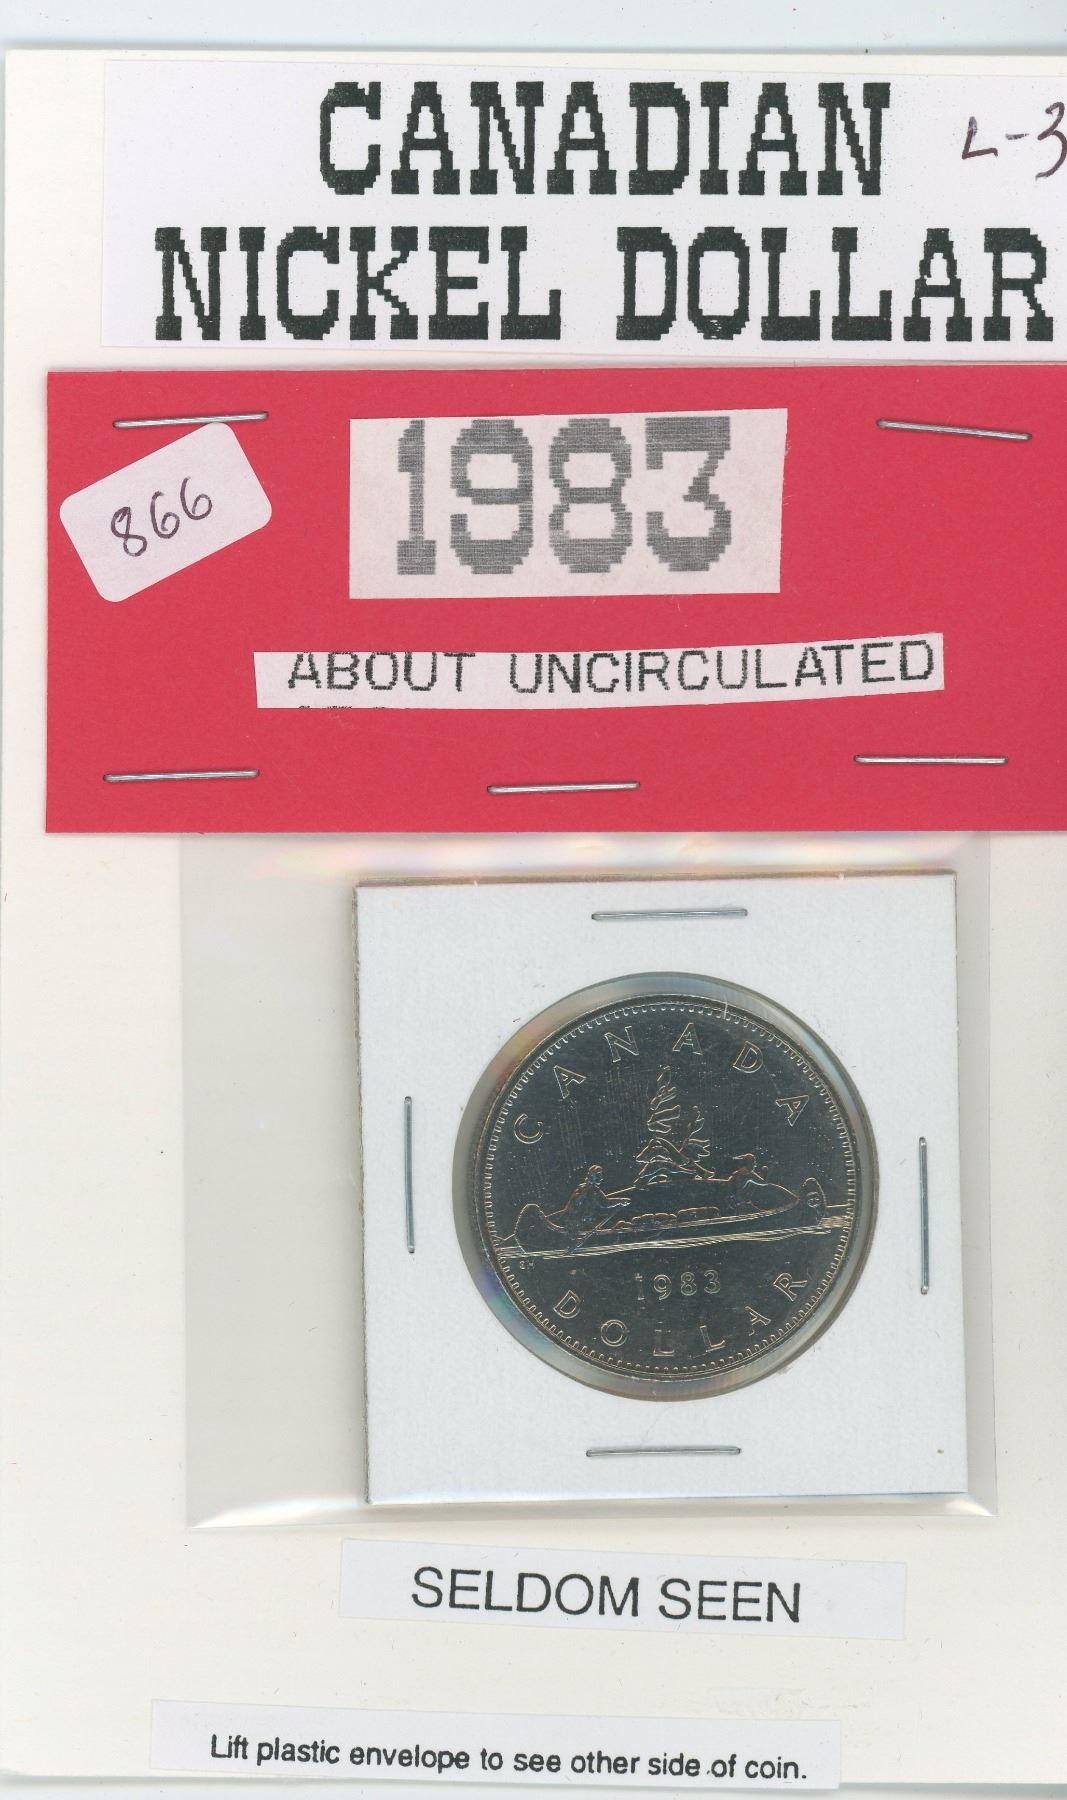 CANADIAN
L-3
NICKEL DOLLAR
1983
866
ABOUT UNCIRCULATED
CANADA
1983
DOLLAR
SELDOM SEEN
Lift plastic envelope to see other side of coin.